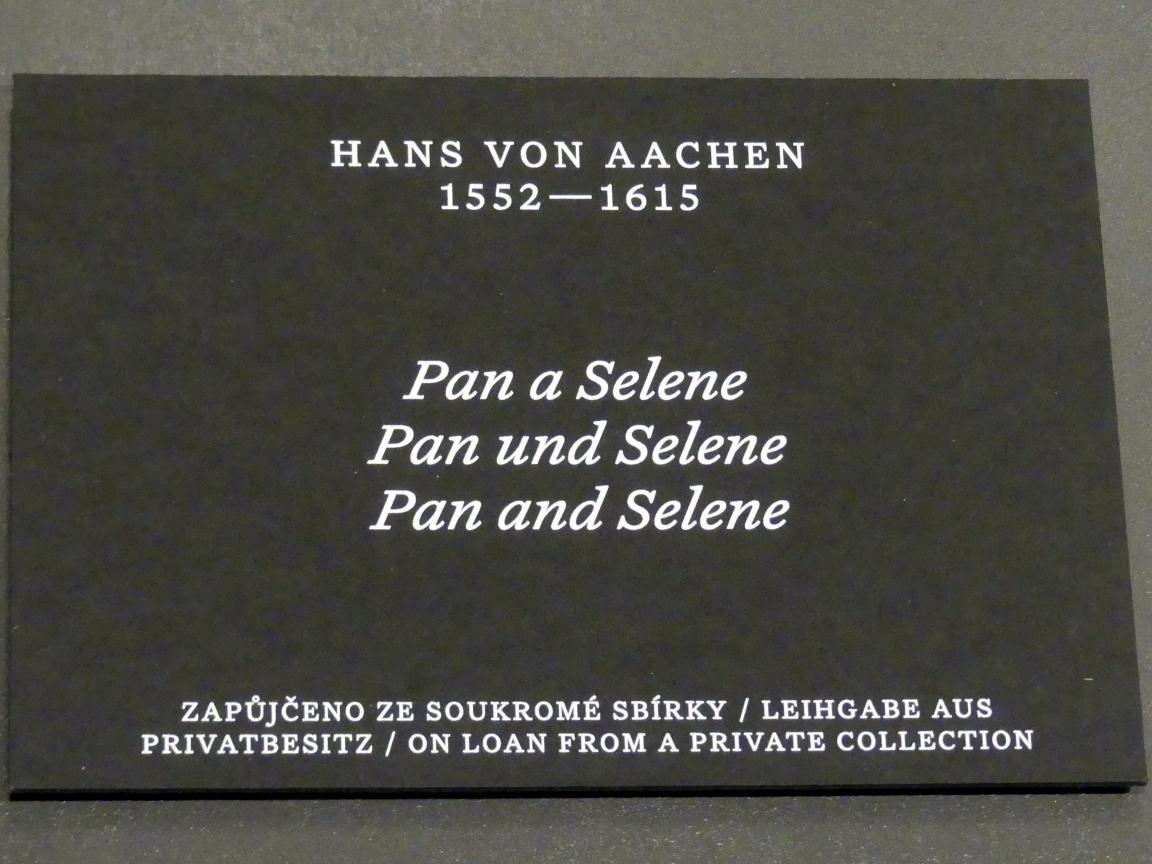 HANS VON AACHEN
1552—1615
Pan a Selene
Pan und Selene
Pan and Selene
ZAPŮJČENO ZE SOUKROMÉ SBÍRKY / LEIHGABE AUS
PRIVATBESITZ / ON LOAN FROM A PRIVATE COLLECTION